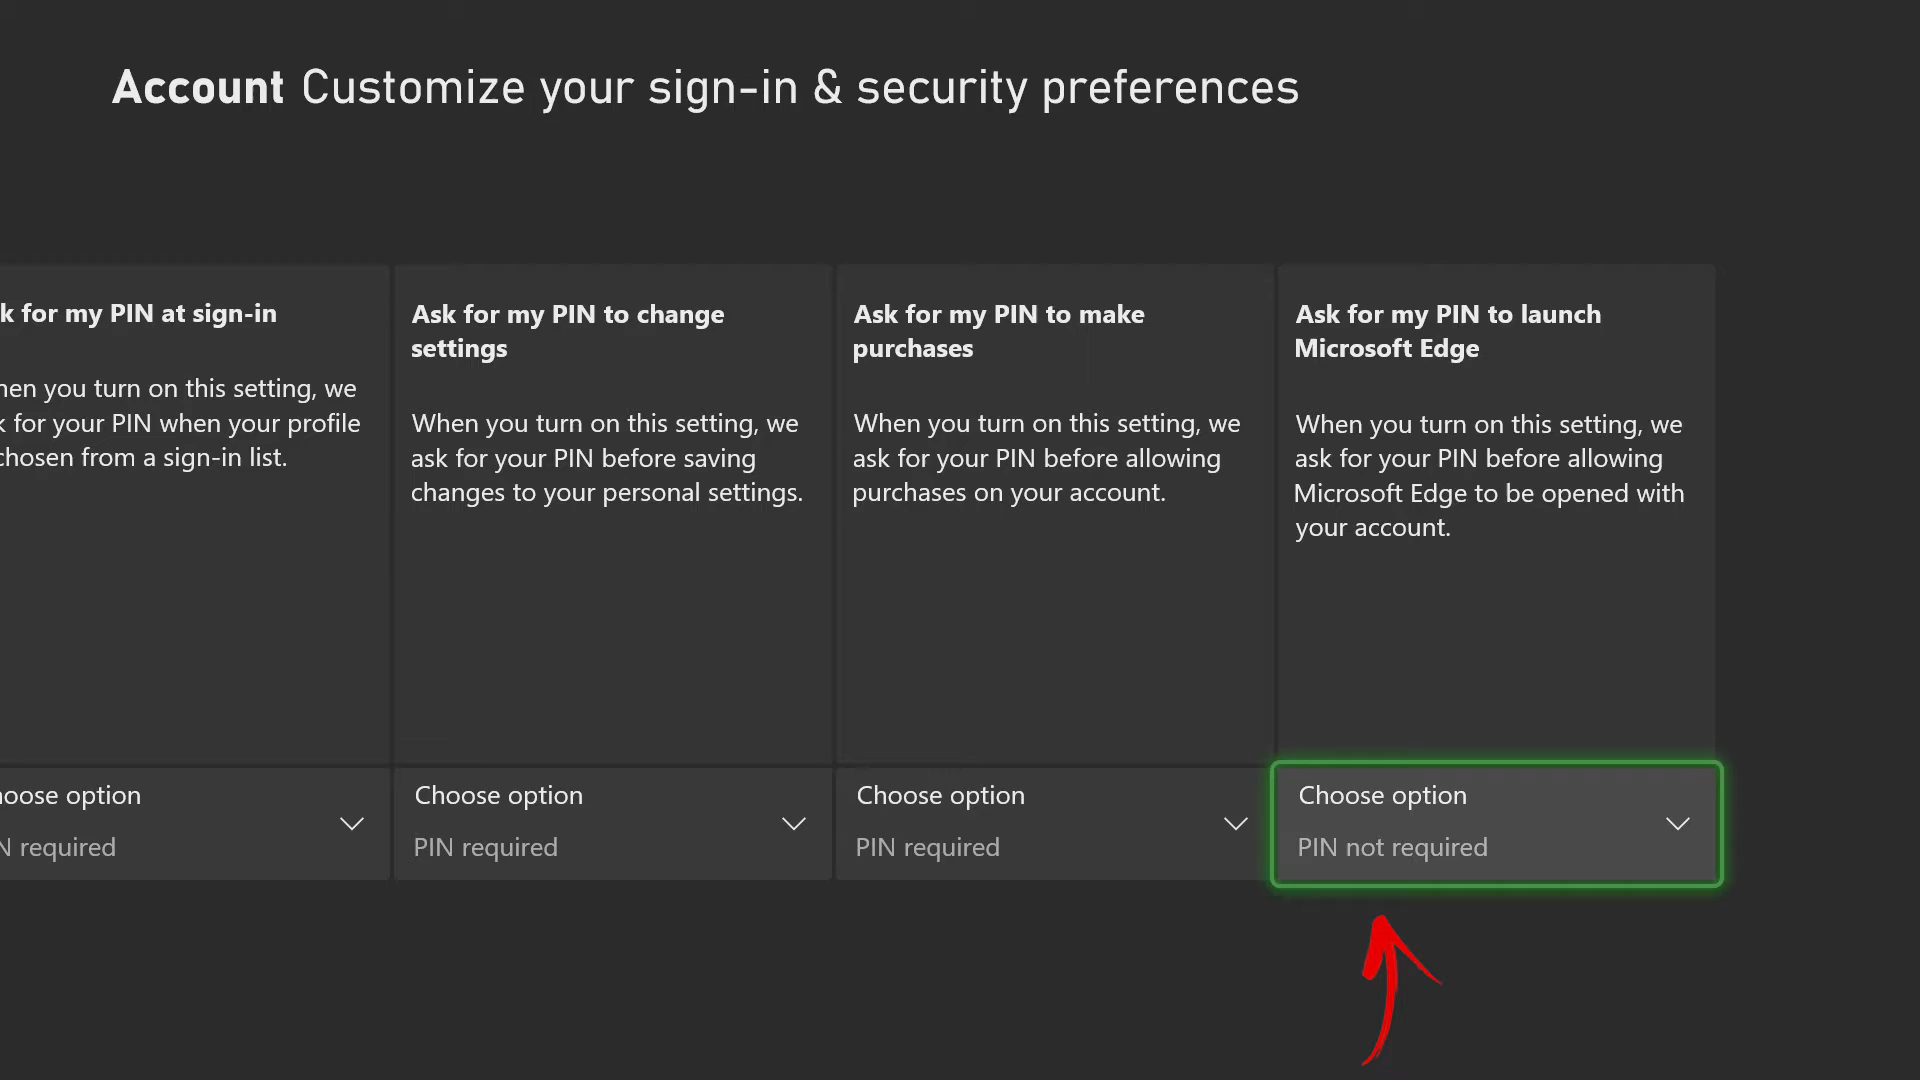 Account Customize your sign-in & security preferences
k for my PIN at sign-in
hen you turn on this setting, we
k for your PIN when your profile
chosen from a sign-in list.
hoose option
N required
Ask for my PIN to change
settings
When you turn on this setting, we
ask for your PIN before saving
changes to your personal settings.
Choose option
PIN required
Ask for my PIN to make
purchases
When you turn on this setting, we
ask for your PIN before allowing
purchases on your account.
Choose option
PIN required
Ask for my PIN to launch
Microsoft Edge
When you turn on this setting, we
ask for your PIN before allowing
Microsoft Edge to be opened with
your account.
Choose option
PIN not required